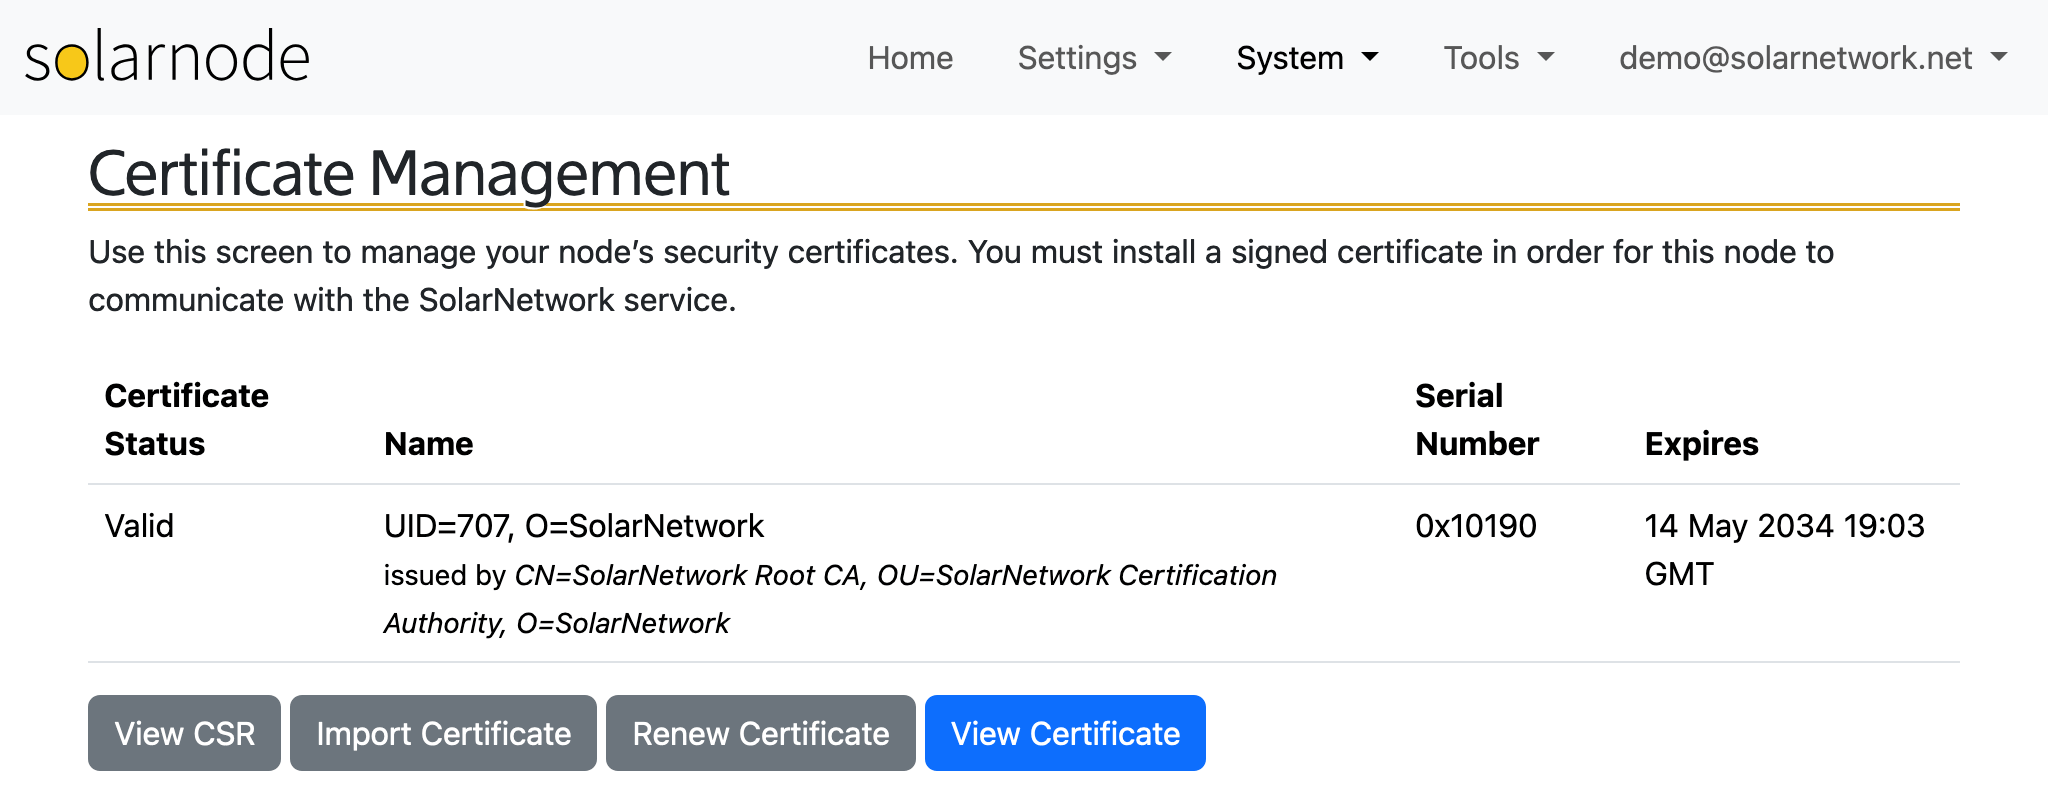 solarnode
Home Settings System Tools demo@solarnetwork.net
Certificate Management
Use this screen to manage your node’s security certificates. You must install a signed certificate in order for this node to
communicate with the SolarNetwork service.
Certificate Status Name Serial Number Expires
Valid UID=707, O=SolarNetwork 0x10190 14 May 2034 19:03 GMT
issued by CN=SolarNetwork Root CA, OU=SolarNetwork Certification
Authority, O=SolarNetwork
View CSR Import Certificate Renew Certificate View Certificate